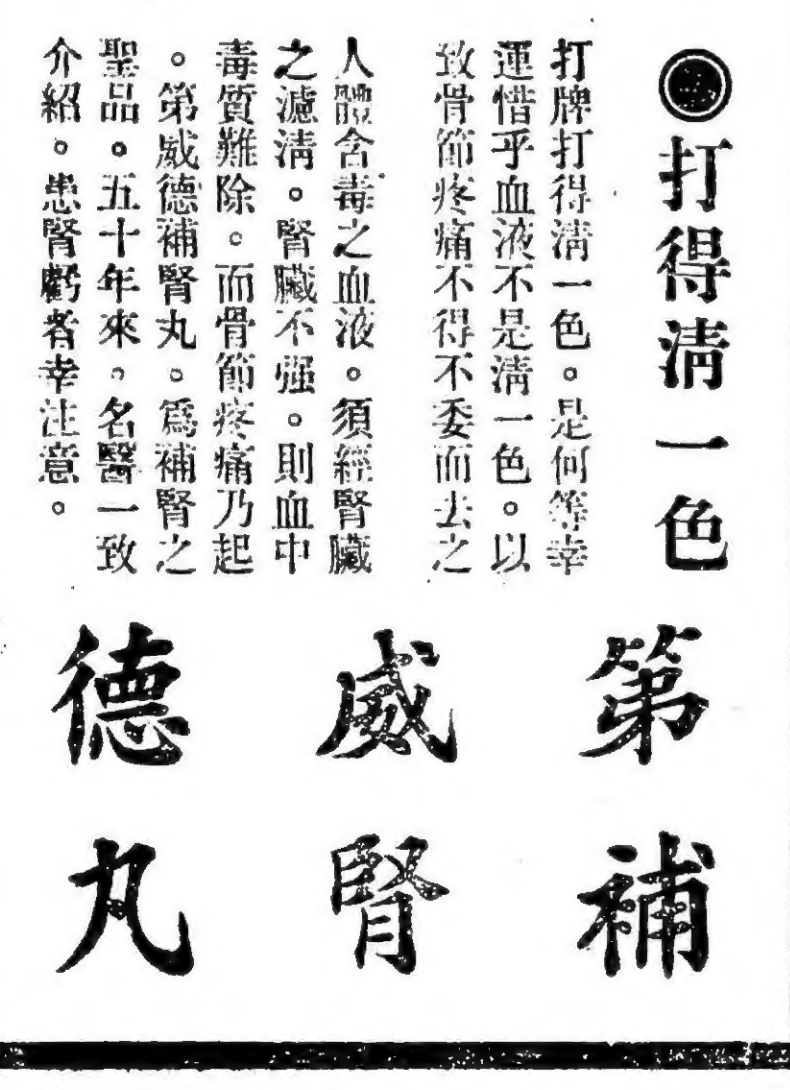 打得淸一色
打牌打得淸一色。是何等幸
運惜乎血液不是淸一色。以
致骨節疼痛不得不委而去之
人體含毒之血液。須經腎臟
之濾淸。腎臟不强。則血中
毒質難除。而骨節疼痛乃起
。第威德補腎丸。爲補腎之
聖品。五十年來。名醫一致
介紹。患腎虧者幸注意。
第威德
補腎丸